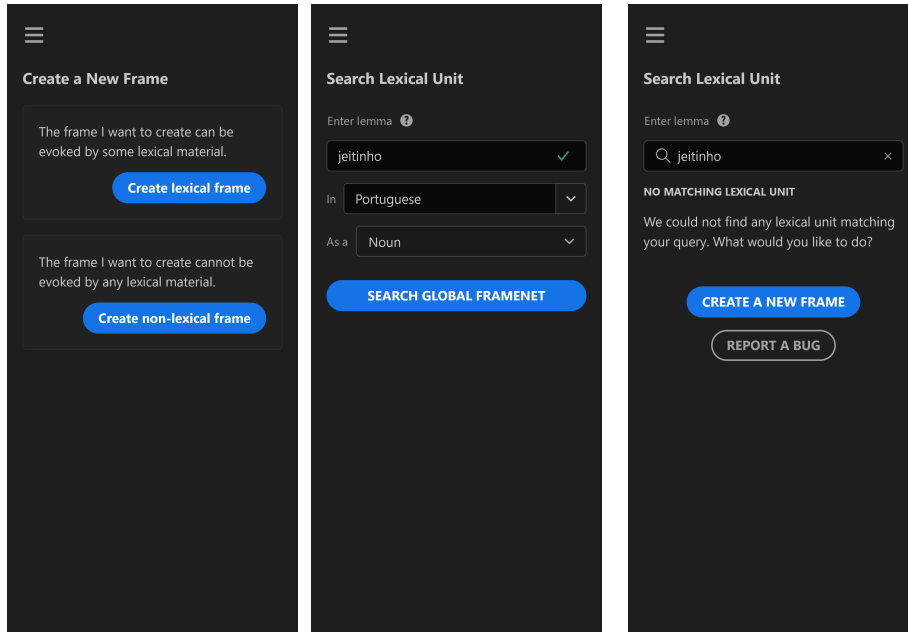 Create a New Frame
The frame I want to create can be
evoked by some lexical material.
Create lexical frame
The frame I want to create cannot be
evoked by any lexical material.
Create non-lexical frame
Search Lexical Unit
Enter lemma ?
jeitinho
In Portuguese
As a Noun
SEARCH GLOBAL FRAMENET
Search Lexical Unit
Enter lemma ?
jeitinho
NO MATCHING LEXICAL UNIT
We could not find any lexical unit matching
your query. What would you like to do?
CREATE A NEW FRAME
REPORT A BUG